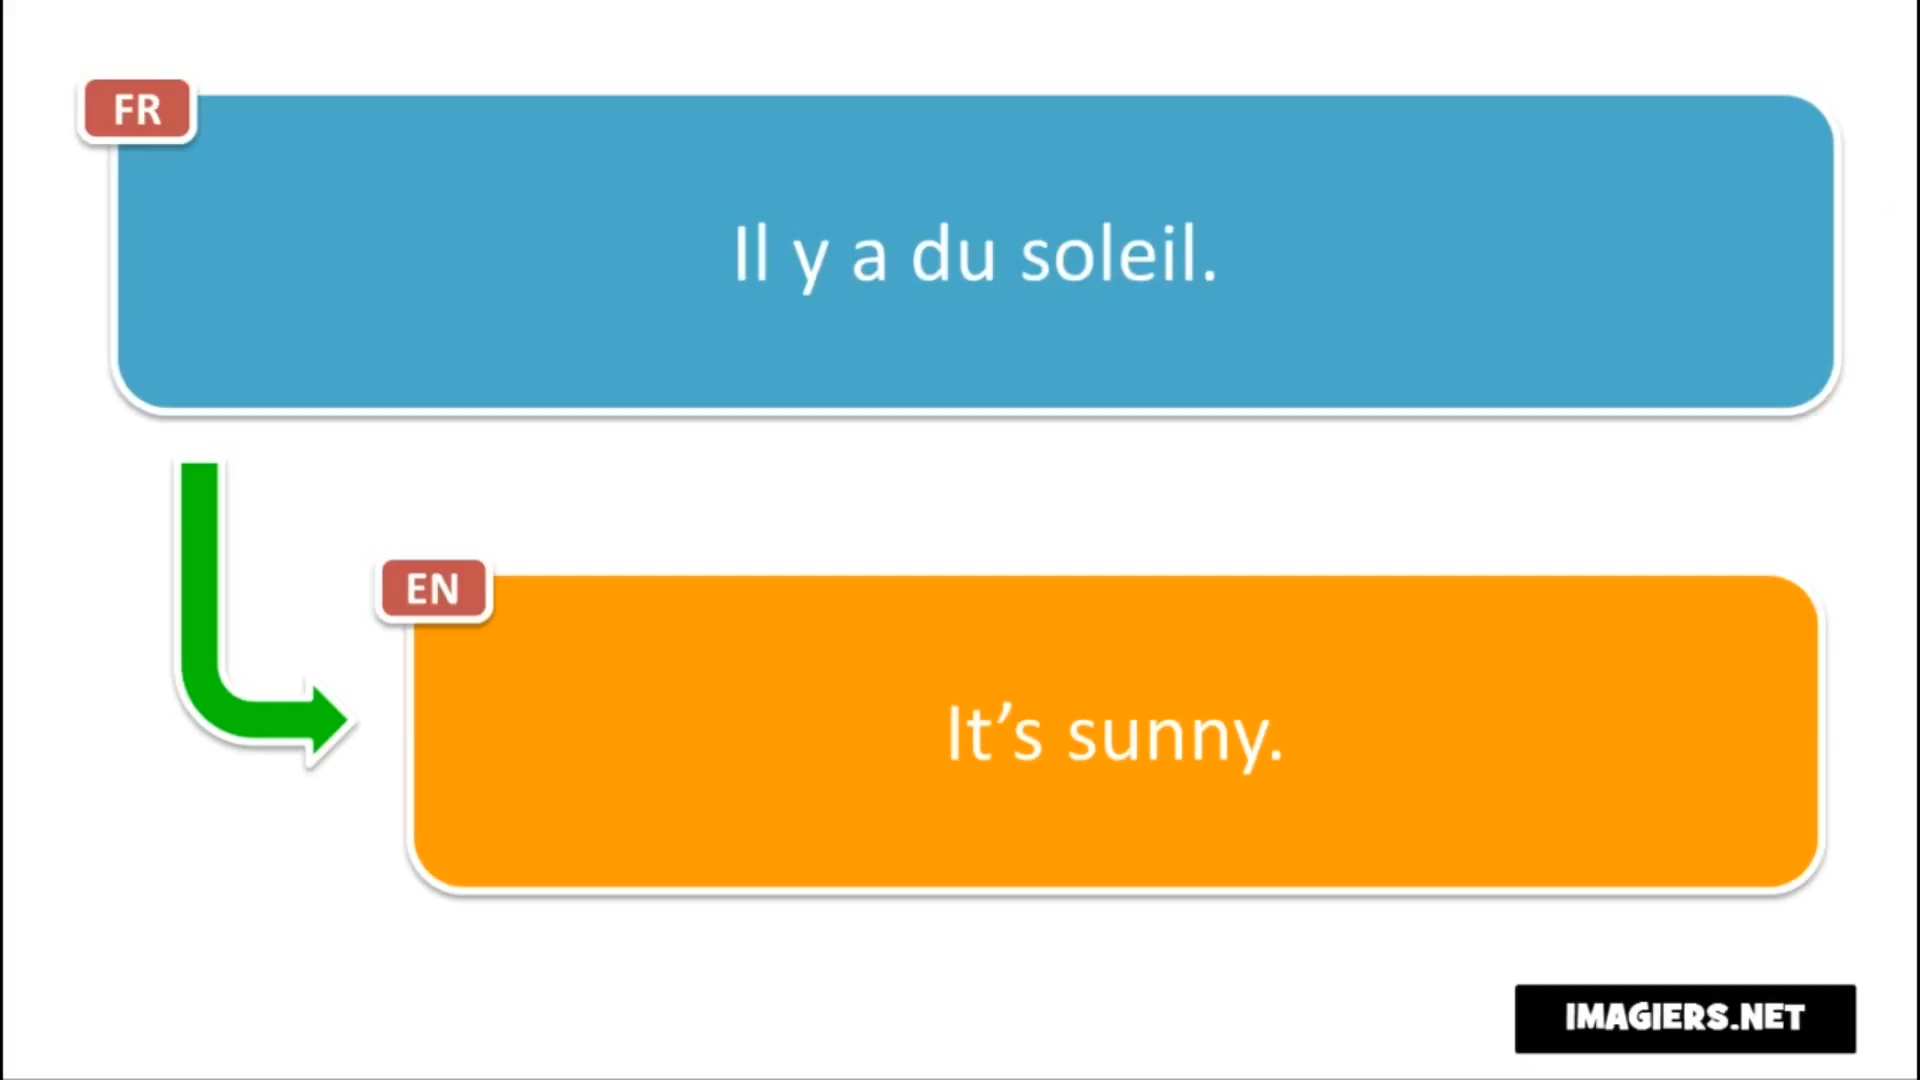 FR
Il y a du soleil.
EN
It’s sunny.
IMAGIERS.NET